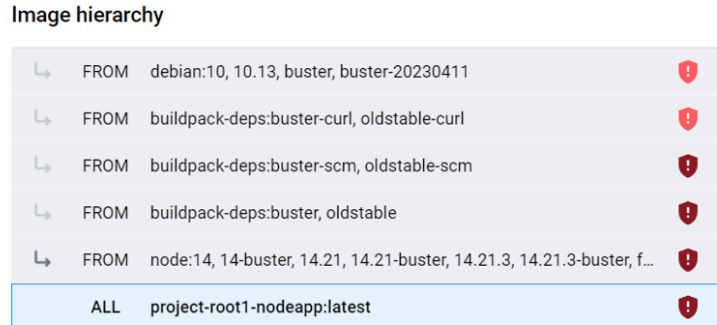 Image hierarchy
FROM debian:10, 10.13, buster, buster-20230411
FROM buildpack-deps:buster-curl, oldstable-curl
FROM buildpack-deps:buster-scm, oldstable-scm
FROM buildpack-deps:buster, oldstable
FROM node:14, 14-buster, 14.21, 14.21-buster, 14.21.3, 14.21.3-buster, f...
ALL project-root1-nodeapp:latest